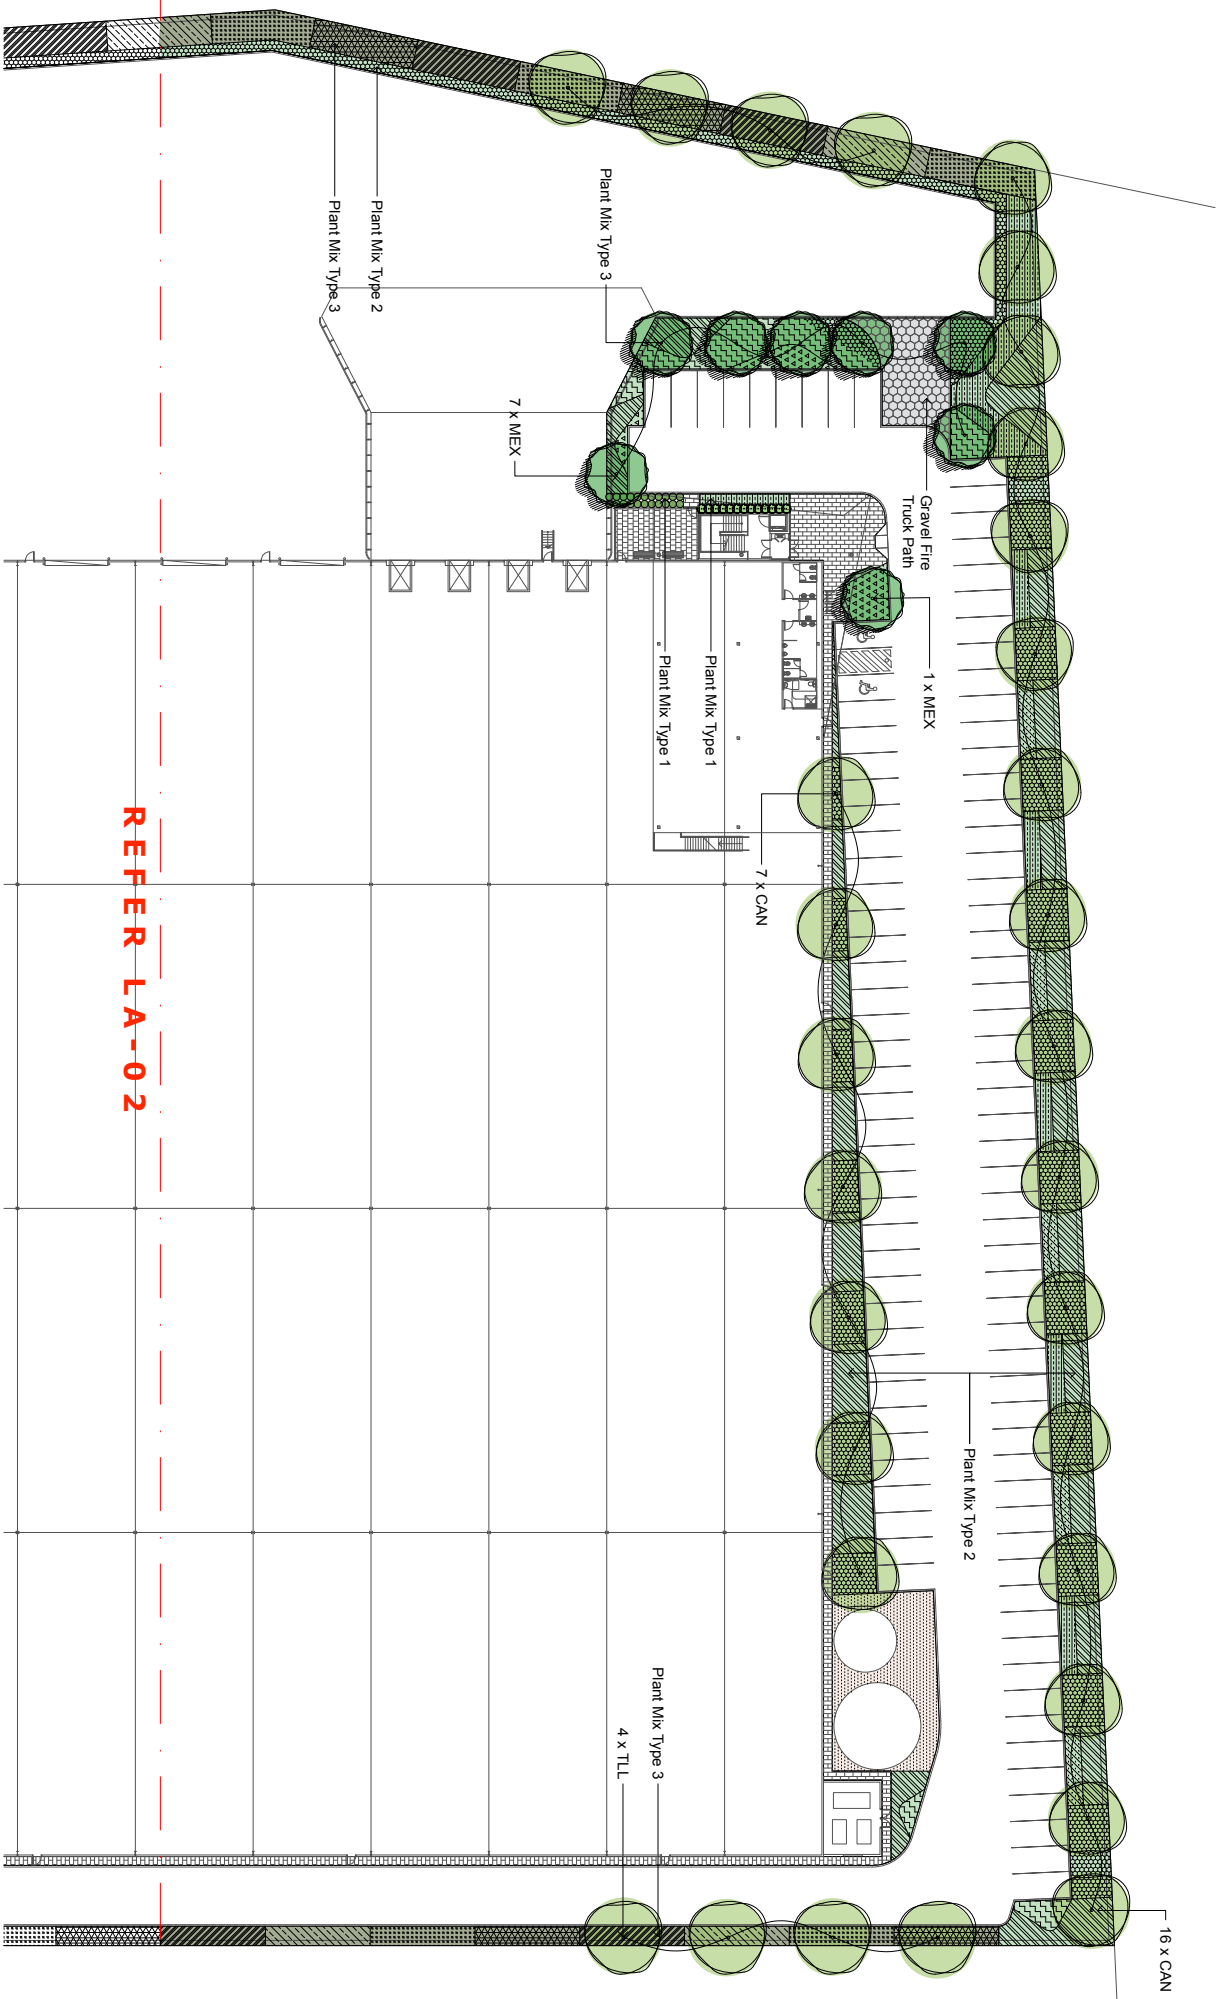 Plant Mix Type 3
Plant Mix Type 2
Plant Mix Type 3
7 x MEX
Gravel Fire
Truck Path
1 x MEX
Plant Mix Type 1
Plant Mix Type 1
7 x CAN
REFER LA-02
Plant Mix Type 2
Plant Mix Type 3
4 x TLL
16 x CAN